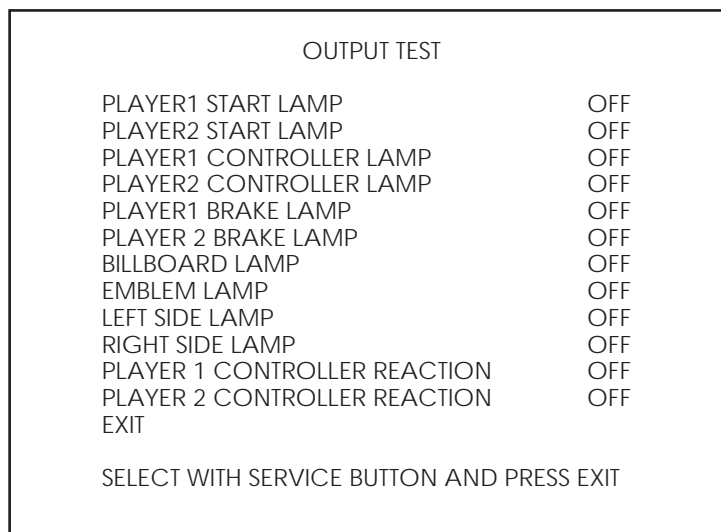 OUTPUT TEST
PLAYER1 START LAMP OFF
PLAYER2 START LAMP OFF
PLAYER1 CONTROLLER LAMP OFF
PLAYER2 CONTROLLER LAMP OFF
PLAYER1 BRAKE LAMP OFF
PLAYER 2 BRAKE LAMP OFF
BILLBOARD LAMP OFF
EMBLEM LAMP OFF
LEFT SIDE LAMP OFF
RIGHT SIDE LAMP OFF
PLAYER 1 CONTROLLER REACTION OFF
PLAYER 2 CONTROLLER REACTION OFF
EXIT
SELECT WITH SERVICE BUTTON AND PRESS EXIT